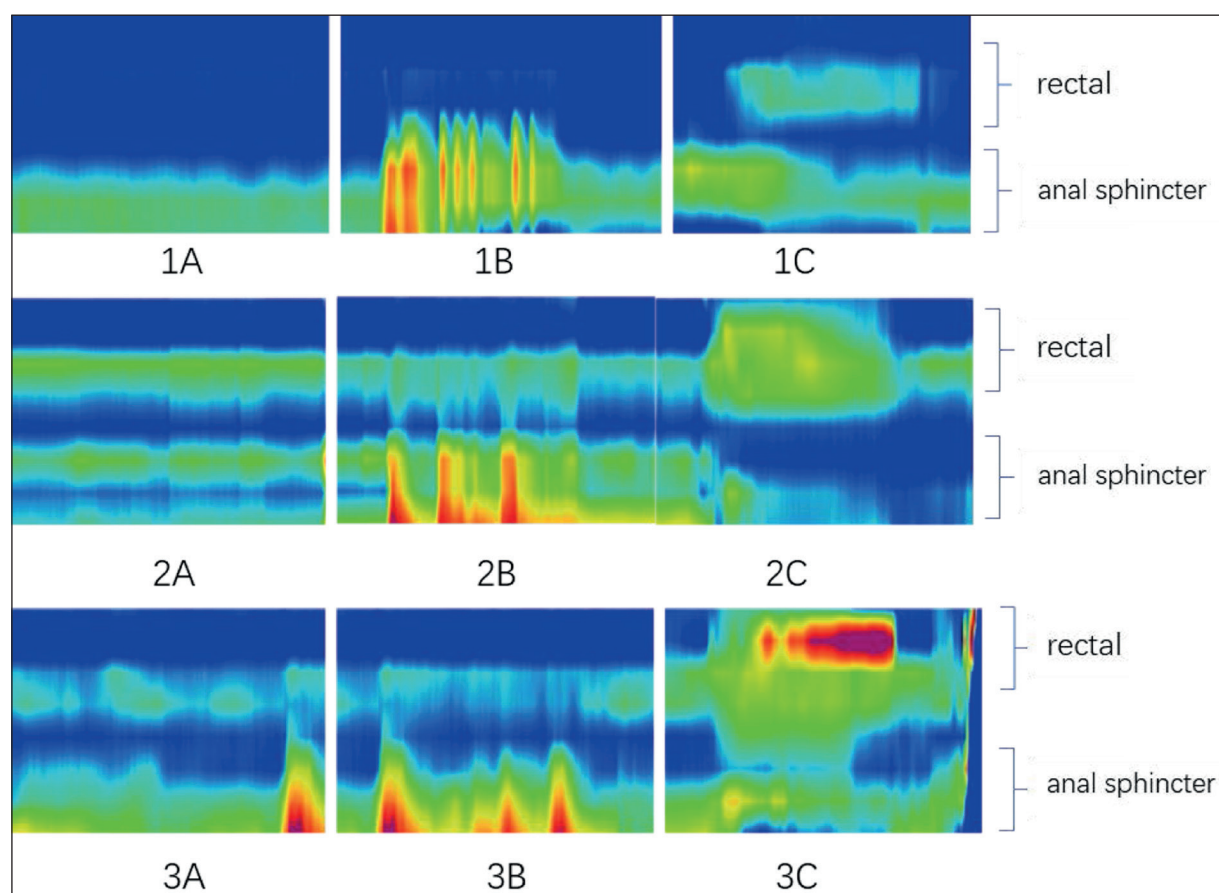 rectal
anal sphincter
1A 1B 1C
rectal
anal sphincter
2A 2B 2C
rectal
anal sphincter
3A 3B 3C